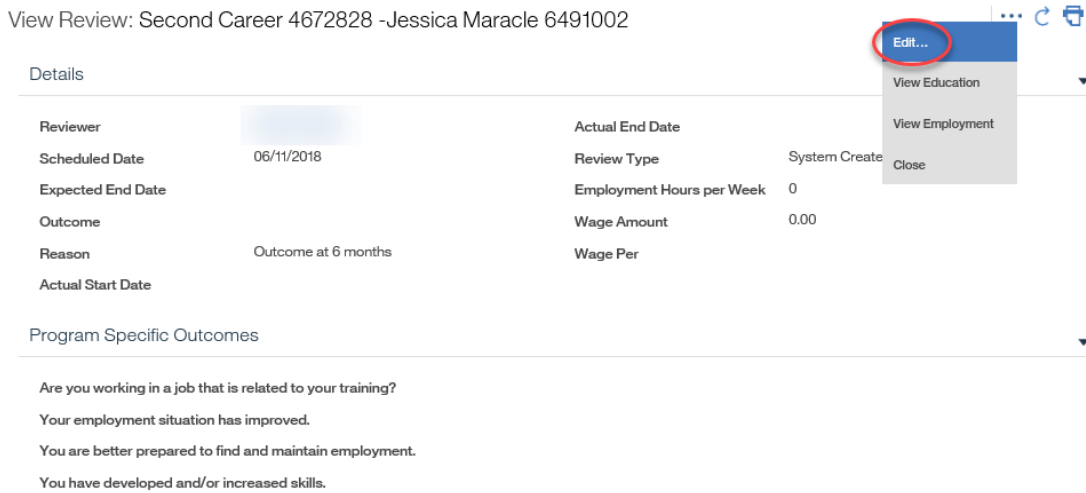 View Review: Second Career 4672828 -Jessica Maracle 6491002
Edit...
View Education
View Employment
Close
Details
Reviewer
Scheduled Date 06/11/2018
Expected End Date
Outcome
Reason Outcome at 6 months
Actual Start Date
Actual End Date
Review Type System Create
Employment Hours per Week 0
Wage Amount 0.00
Wage Per
Program Specific Outcomes
Are you working in a job that is related to your training?
Your employment situation has improved.
You are better prepared to find and maintain employment.
You have developed and/or increased skills.